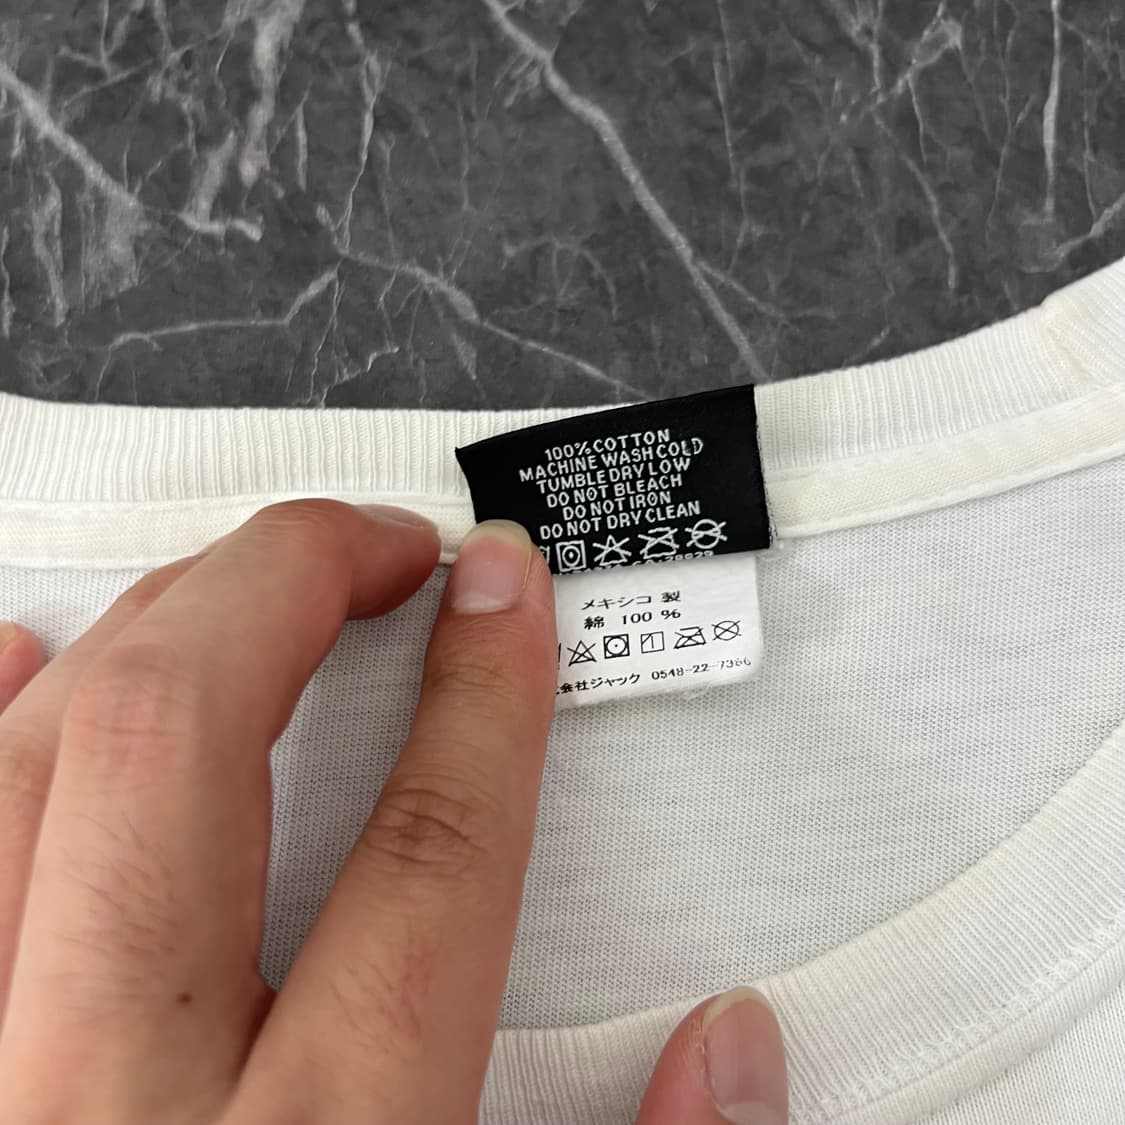 100% COTTON
MACHINE WASH COLD
TUMBLE DRY LOW
DO NOT BLEACH
DO NOT IRON
DO NOT DRY CLEAN
メキシコ 製
綿 100 %
会社ジャック 0548-22-7366